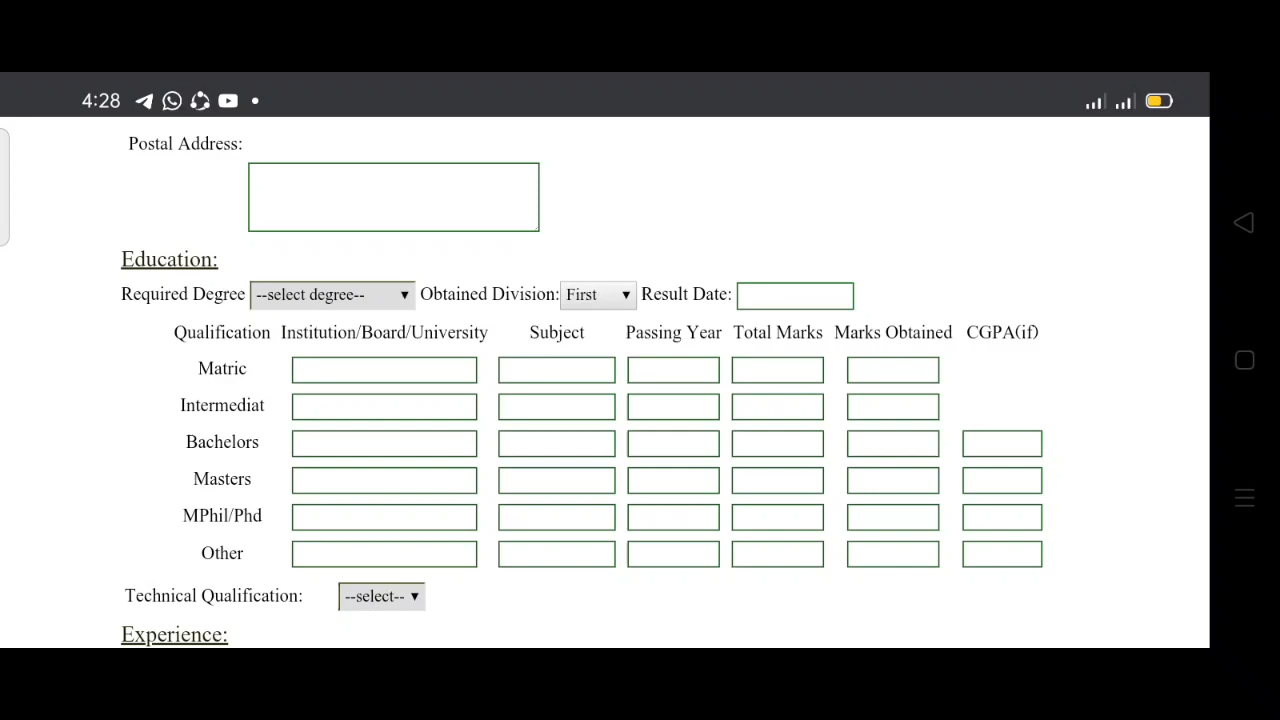 4:28
Postal Address:
Education:
Required Degree --select degree-- Obtained Division: First Result Date:
Qualification Institution/Board/University Subject Passing Year Total Marks Marks Obtained CGPA(if)
Matric
Intermediat
Bachelors
Masters
MPhil/Phd
Other
Technical Qualification: --select--
Experience: